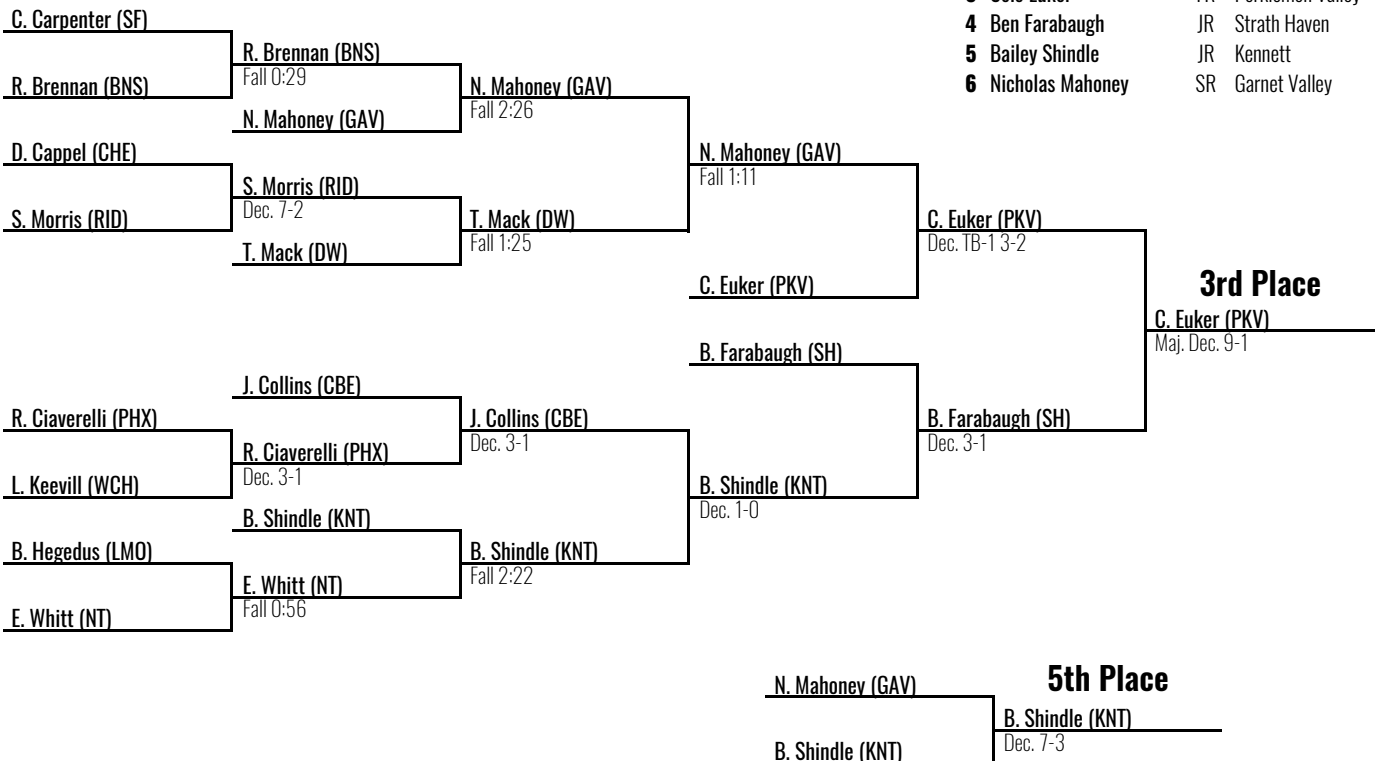 3 Cole Euker FR Perkiomen Valley
4 Ben Farabaugh JR Strath Haven
5 Bailey Shindle JR Kennett
6 Nicholas Mahoney SR Garnet Valley
C. Carpenter (SF)
R. Brennan (BNS)
R. Brennan (BNS)
Fall 0:29
N. Mahoney (GAV)
N. Mahoney (GAV)
Fall 2:26
D. Cappel (CHE)
S. Morris (RID)
S. Morris (RID)
Dec. 7-2
T. Mack (DW)
T. Mack (DW)
Fall 1:25
N. Mahoney (GAV)
Fall 1:11
C. Euker (PKV)
C. Euker (PKV)
Dec. TB-1 3-2
3rd Place
C. Euker (PKV)
Maj. Dec. 9-1
B. Farabaugh (SH)
J. Collins (CBE)
R. Ciaverelli (PHX)
L. Keevill (WCH)
R. Ciaverelli (PHX)
Dec. 3-1
J. Collins (CBE)
Dec. 3-1
B. Farabaugh (SH)
Dec. 3-1
B. Shindle (KNT)
Dec. 1-0
B. Shindle (KNT)
B. Hegedus (LMO)
E. Whitt (NT)
E. Whitt (NT)
Fall 0:56
B. Shindle (KNT)
Fall 2:22
5th Place
N. Mahoney (GAV)
B. Shindle (KNT)
B. Shindle (KNT)
Dec. 7-3